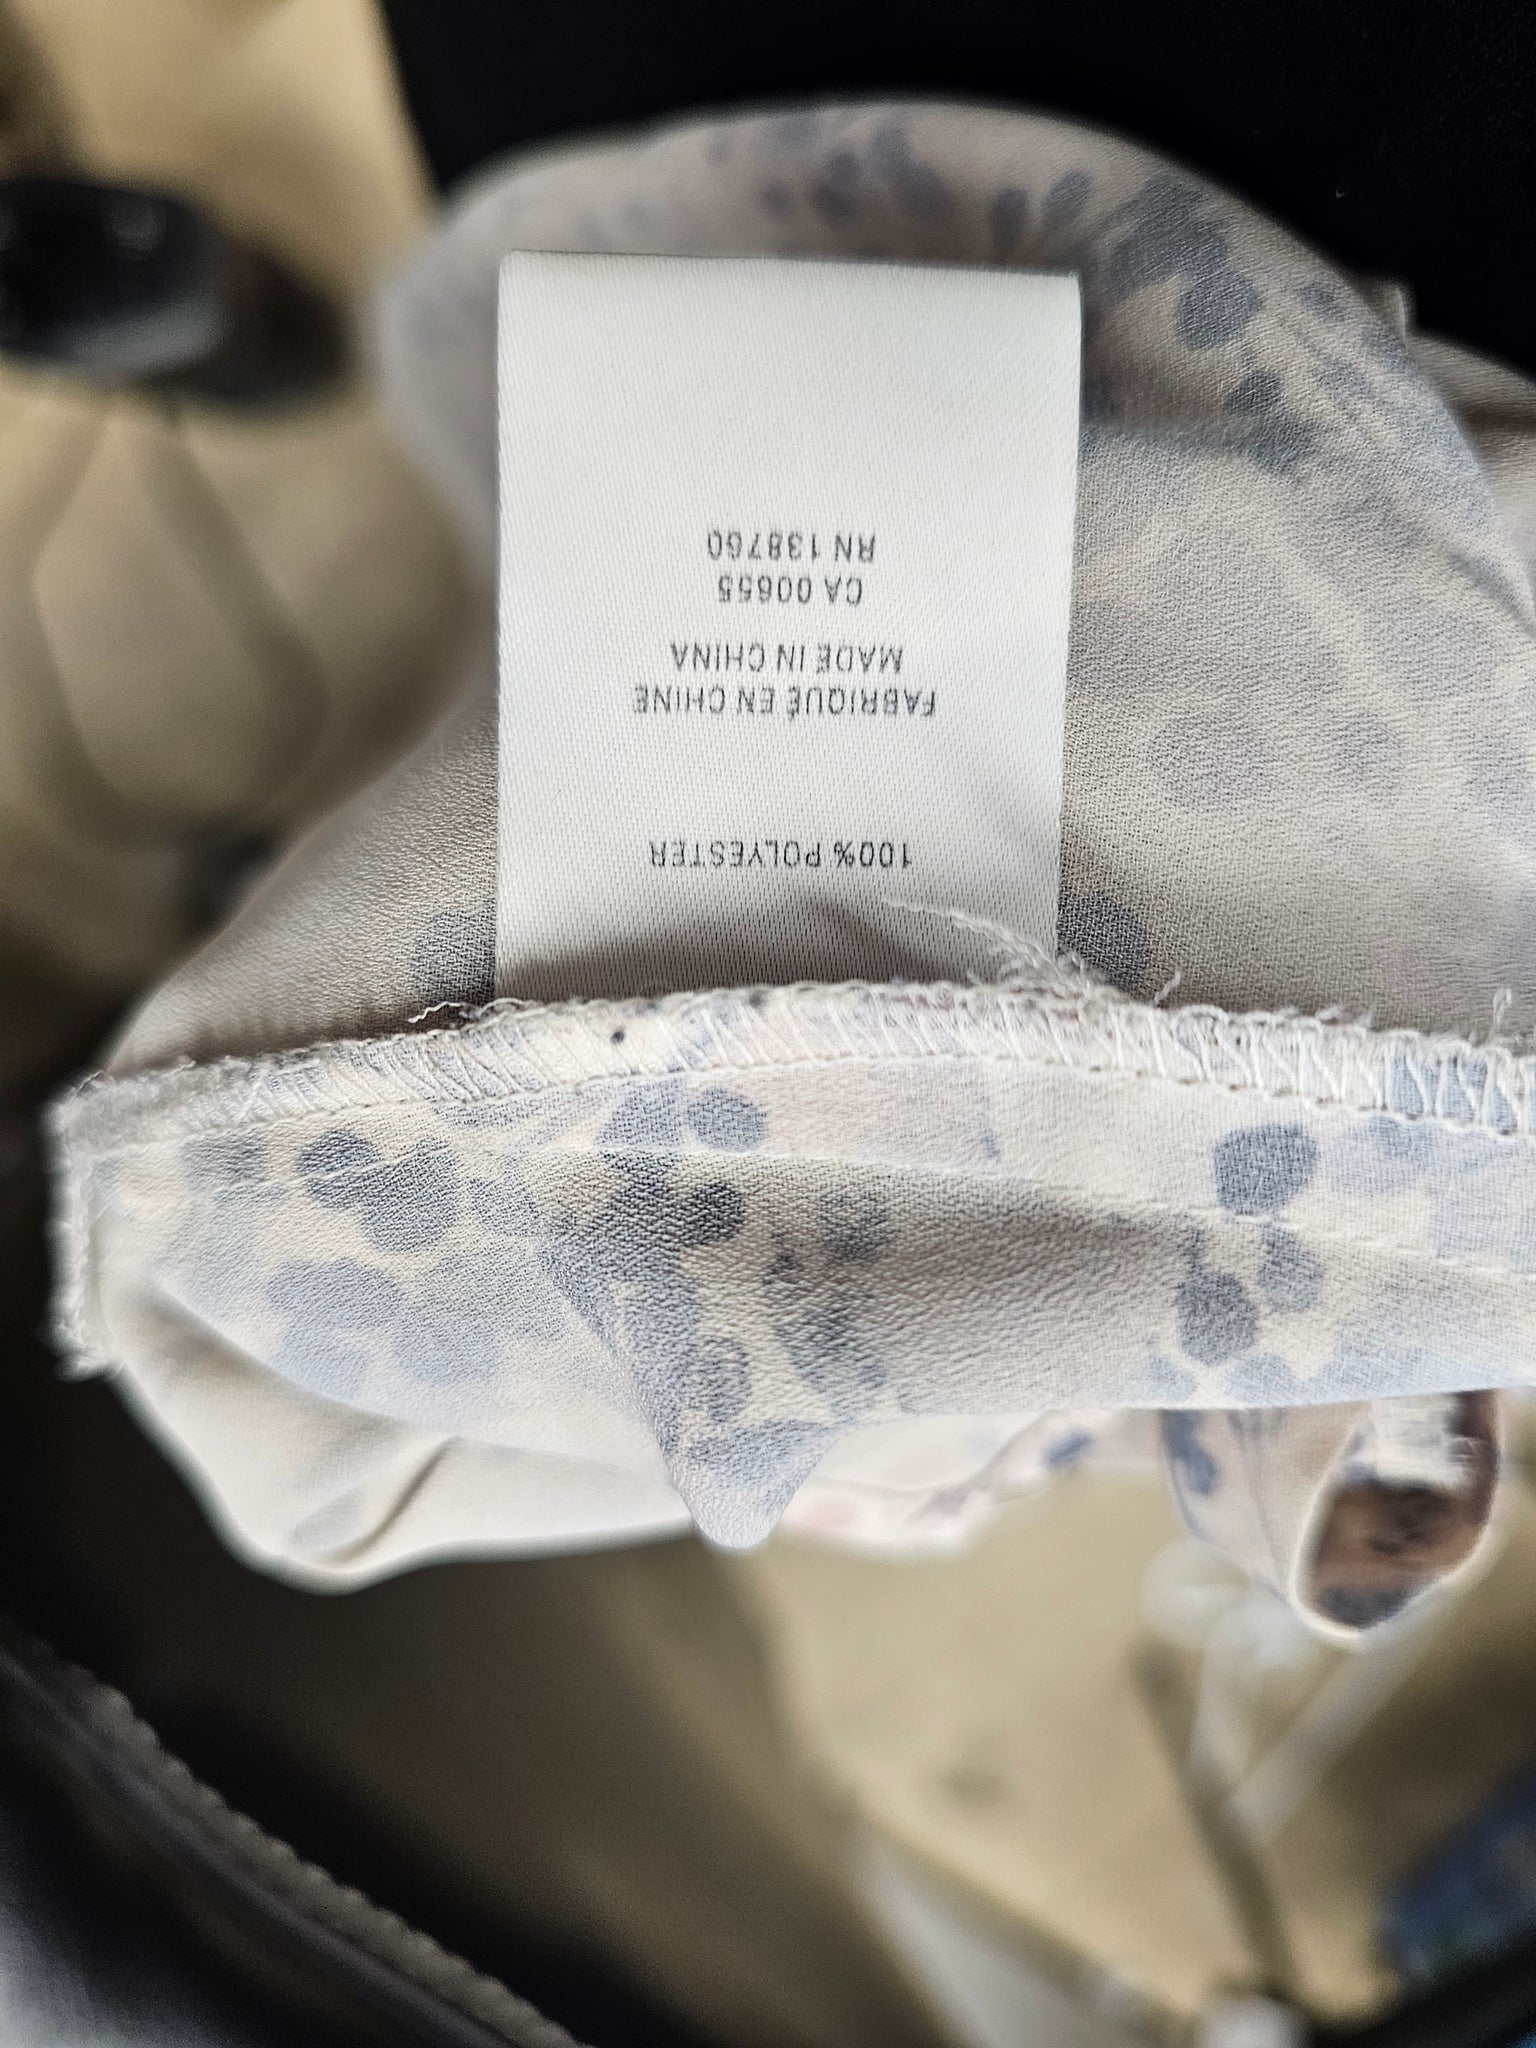 100% POLYESTER
FABRIQUÉ EN CHINE
MADE IN CHINA
CA 00655
RN 138760